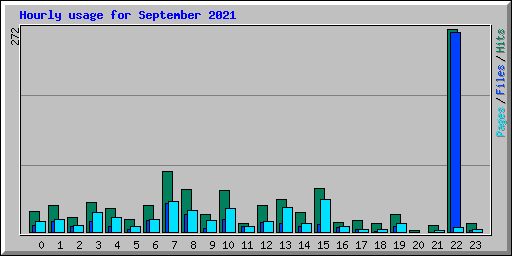 Hourly usage for September 2021
272
Pages/Files/Hits
0 1 2 3 4 5 6 7 8 9 10 11 12 13 14 15 16 17 18 19 20 21 22 23